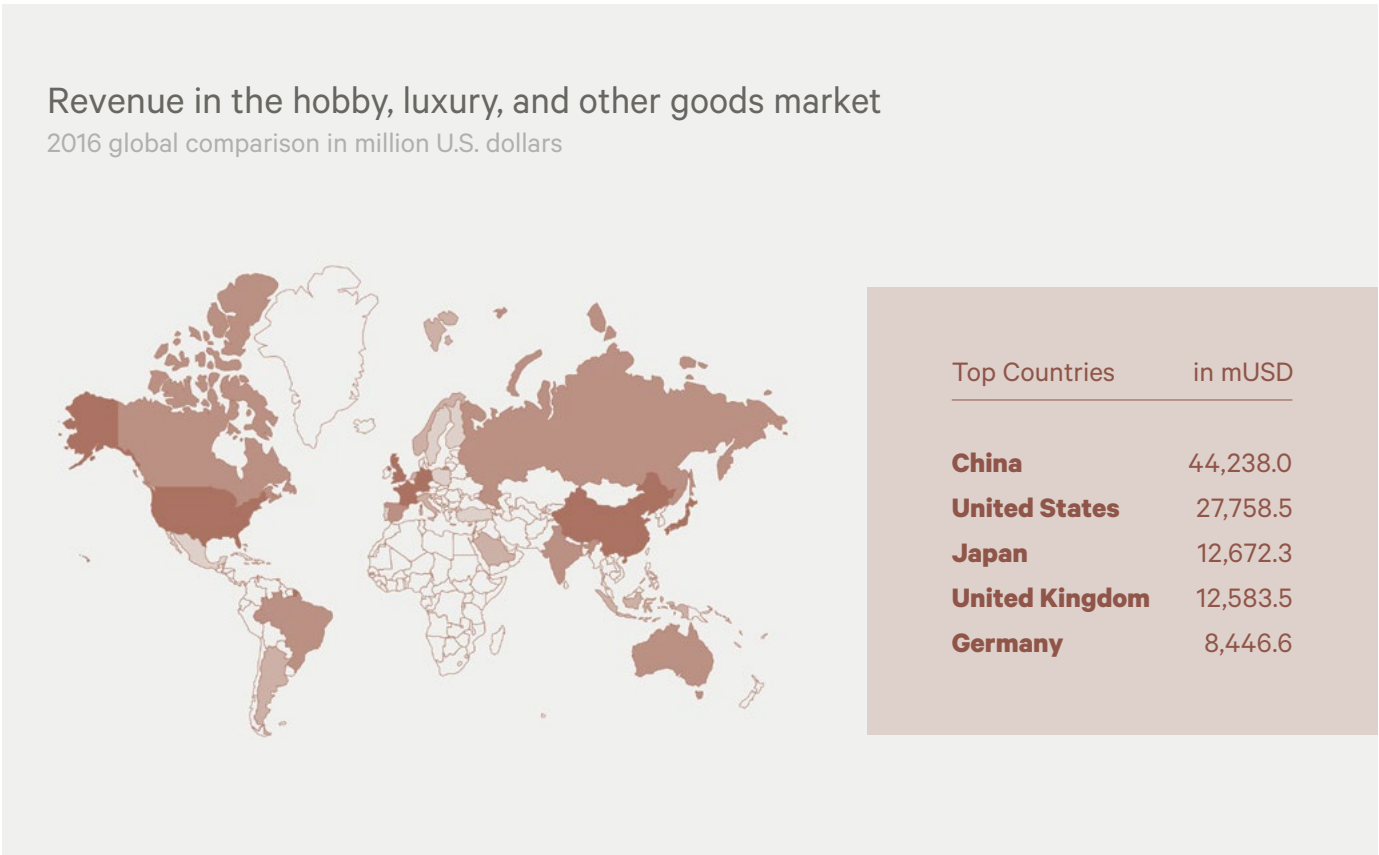 Revenue in the hobby, luxury, and other goods market
2016 global comparison in million U.S. dollars
Top Countries in mUSD
China 44,238.0
United States 27,758.5
Japan 12,672.3
United Kingdom 12,583.5
Germany 8,446.6